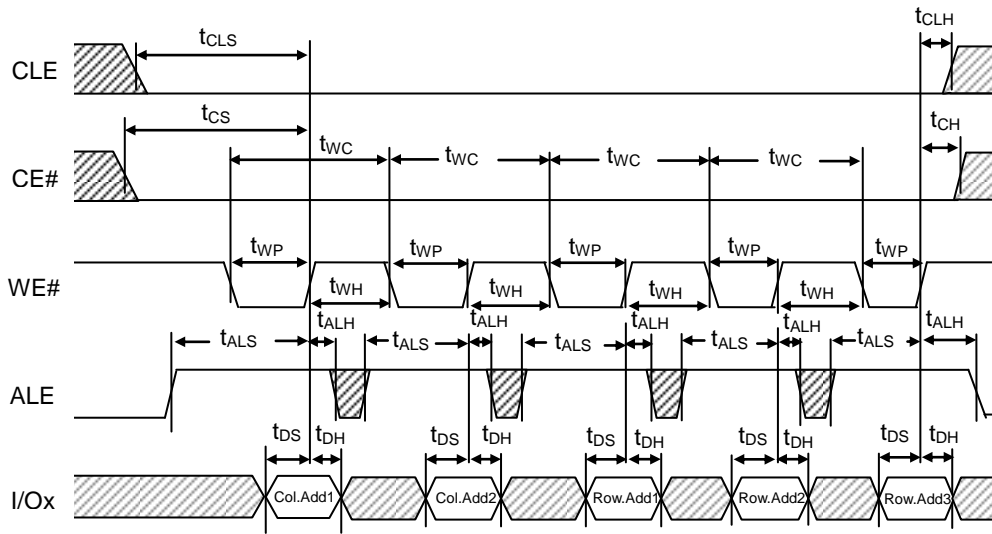 tCLH
tCLS
CLE
tCS
tCH
tWC tWC tWC tWC
CE#
tWP tWP tWP tWP tWP
WE#
tWH tWH tWH tWH
tALH tALH tALH tALH tALH
tALS tALS tALS tALS tALS
ALE
tDS tDH tDS tDH tDS tDH tDS tDH tDS tDH
I/Ox
Col.Add1 Col.Add2 Row.Add1 Row.Add2 Row.Add3